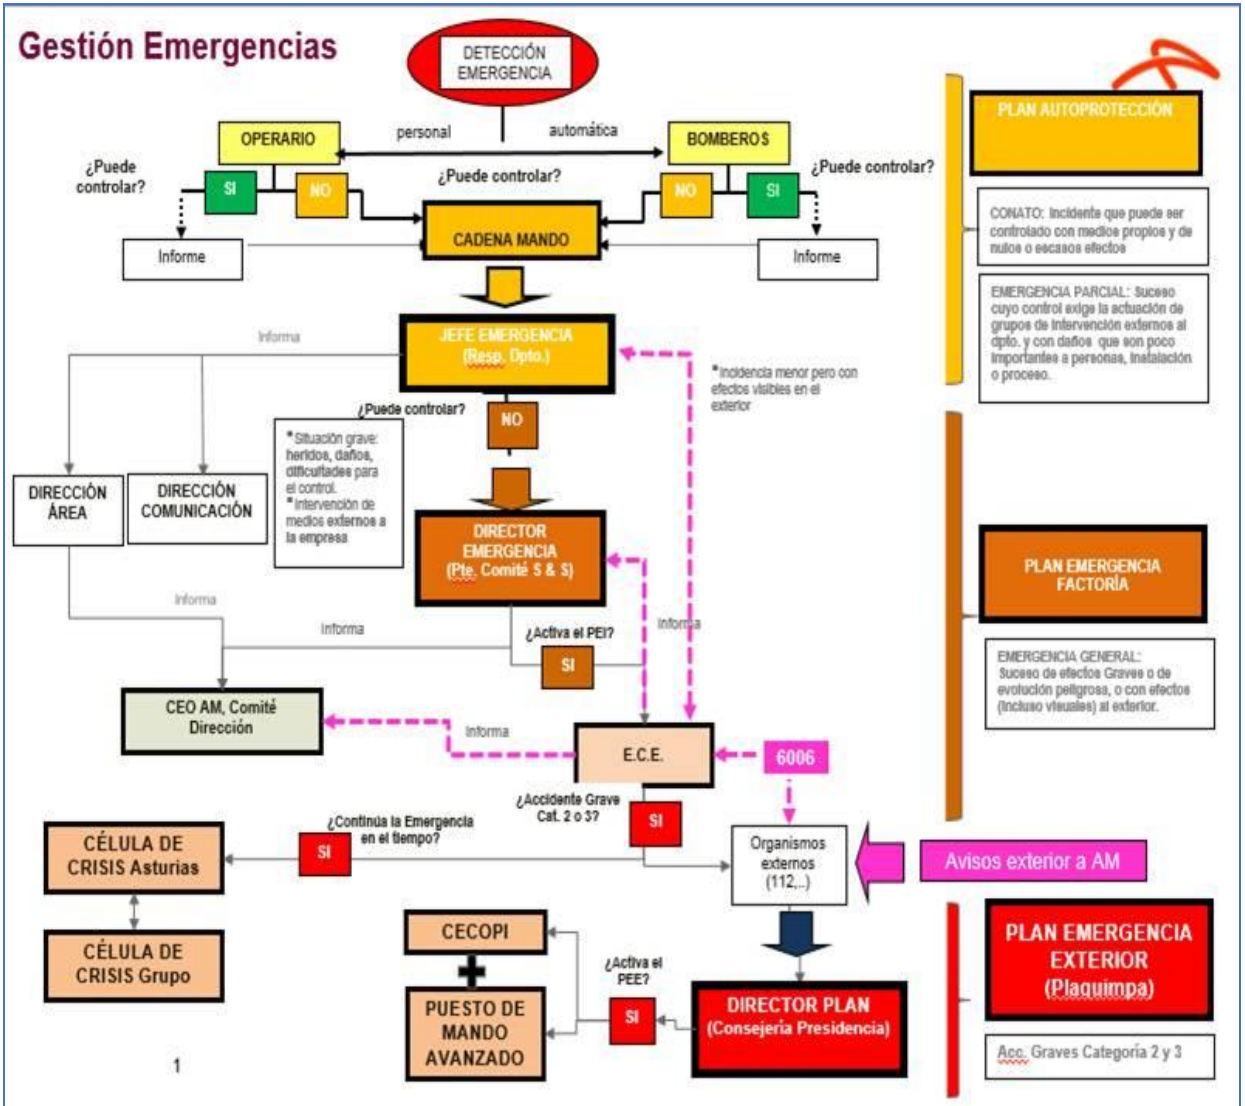 Gestión Emergencias
DETECCIÓN
EMERGENCIA
personal
automática
OPERARIO
BOMBEROS
¿Puede
controlar?
SI
NO
¿Puede controlar?
NO
SI
¿Puede
controlar?
CADENA MANDO
Informe
Informe
JEFE EMERGENCIA
(Resp. Dpto.)
Informa
*Incidencia menor pero con
efectos visibles en el
exterior
¿Puede controlar?
NO
*Situación grave:
heridos, daños,
dificultades para
el control.
*Intervención de
medios externos a
la empresa
DIRECCIÓN
ÁREA
DIRECCIÓN
COMUNICACIÓN
DIRECTOR
EMERGENCIA
(Pte. Comité S & S)
Informa
Informa
¿Activa el PEI?
SI
Informa
CEO AM, Comité
Dirección
Informa
E.C.E.
6006
¿Accidente Grave
Cat. 2 o 3?
SI
¿Continúa la Emergencia
en el tiempo?
SI
CÉLULA DE
CRISIS Asturias
CÉLULA DE
CRISIS Grupo
Organismos
externos
(112,..)
Avisos exterior a AM
CECOPI
PUESTO DE
MANDO
AVANZADO
¿Activa el
PEE?
SI
DIRECTOR PLAN
(Consejería Presidencia)
1
PLAN AUTOPROTECCIÓN
CONATO: Incidente que puede ser
controlado con medios propios y de
nulos o escasos efectos
EMERGENCIA PARCIAL: Suceso
cuyo control exige la actuación de
grupos de Intervención externos al
dpto. y con daños que son poco
importantes a personas, instalación
o proceso.
PLAN EMERGENCIA
FACTORÍA
EMERGENCIA GENERAL:
Suceso de efectos Graves o de
evolución peligrosa, o con efectos
(incluso visuales) al exterior.
PLAN EMERGENCIA
EXTERIOR
(Plaquimpa)
Acc. Graves Categoría 2 y 3